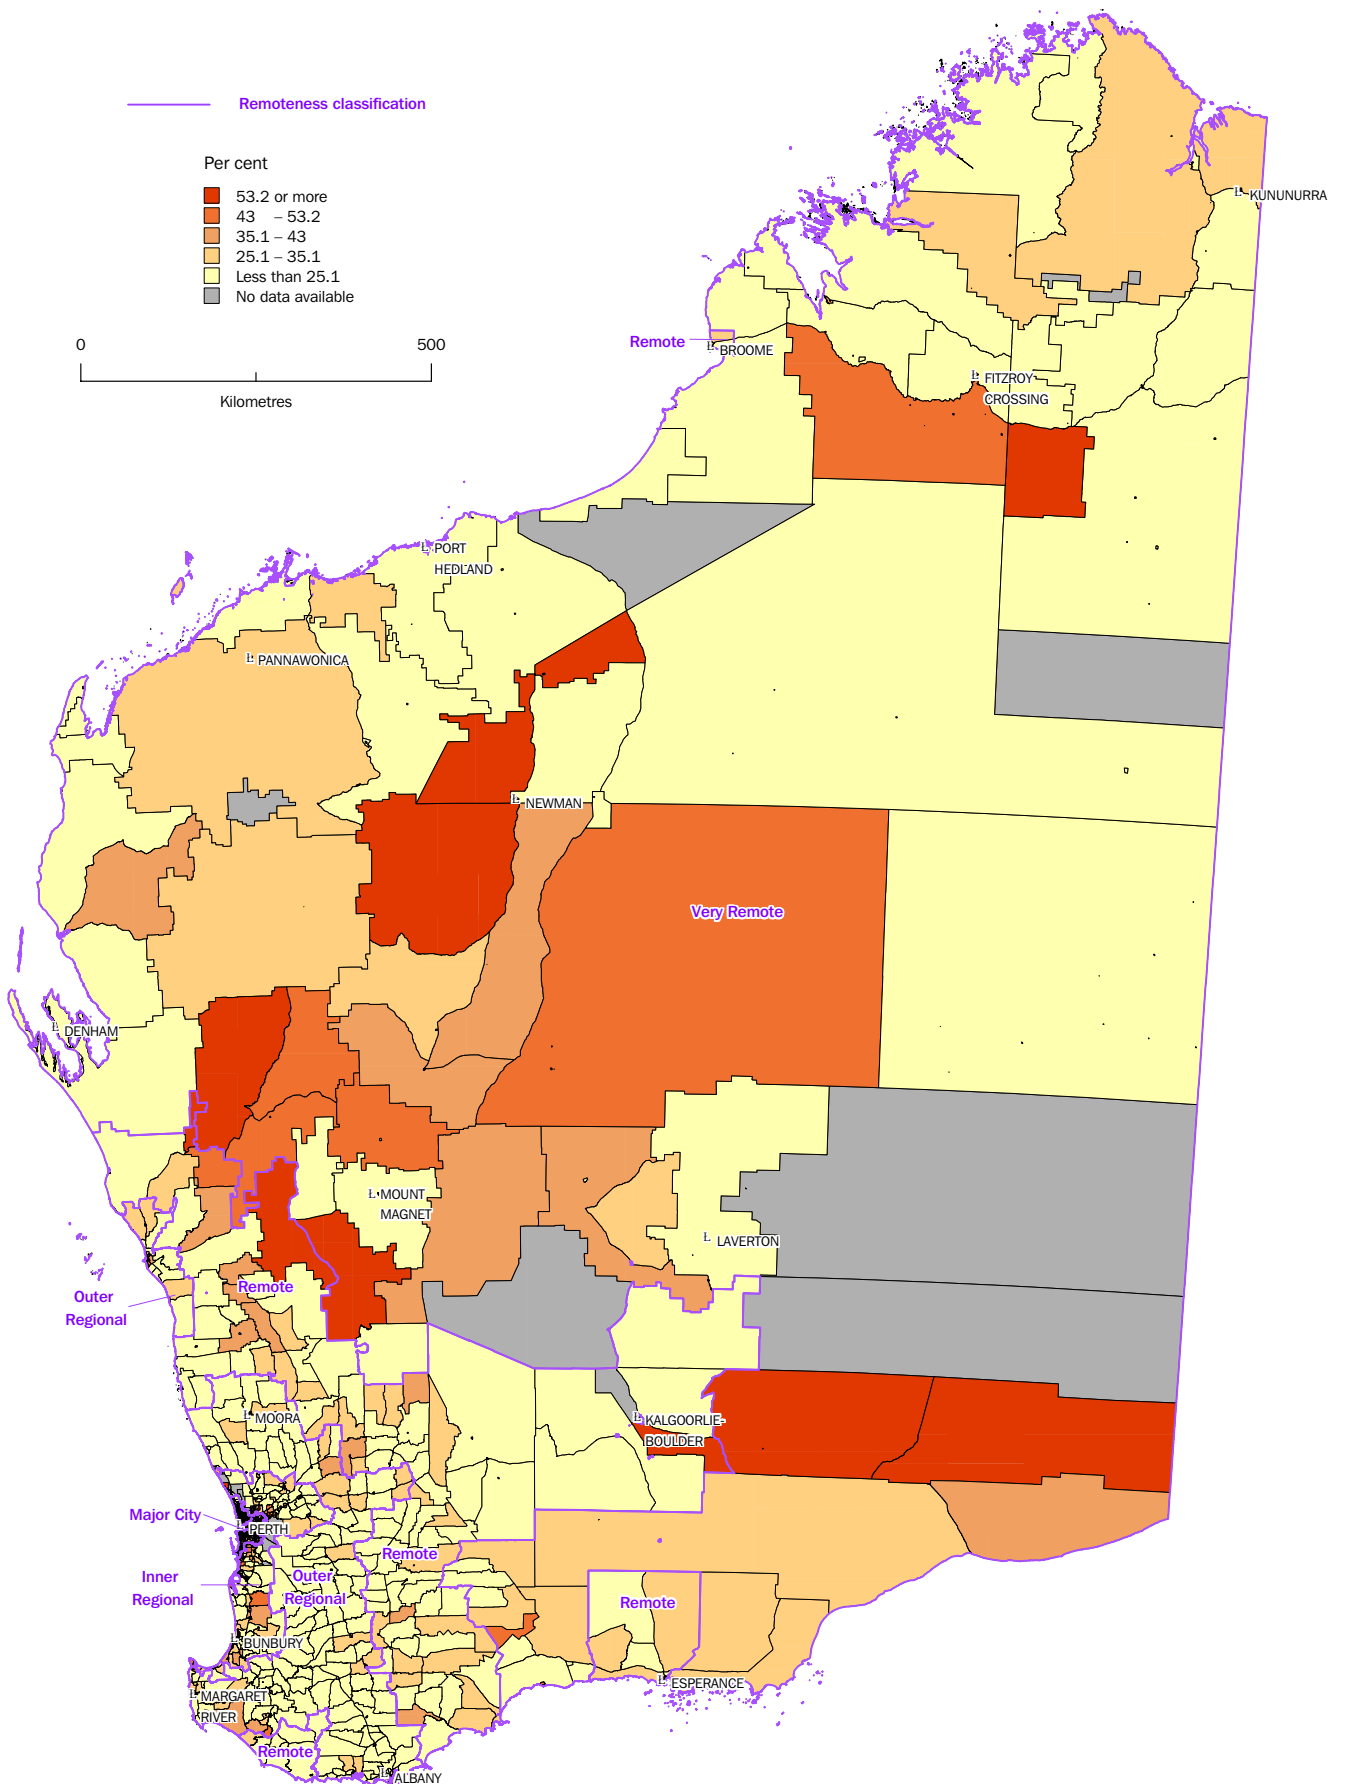 Remoteness classification
Per cent
53.2 or more
43 – 53.2
35.1 – 43
25.1 – 35.1
Less than 25.1
No data available
0 500
Kilometres
KUNUNURRA
Remote
BROOME
FITZROY
CROSSING
PORT
HEDLAND
PANNAWONICA
NEWMAN
Very Remote
DENHAM
MOUNT
MAGNET
LAVERTON
Remote
Outer
Regional
MOORA
KALGOORLIE-
BOULDER
Major City
PERTH
Remote
Inner
Regional
Outer
Regional
Remote
BUNBURY
ESPERANCE
MARGARET
RIVER
Remote
ALBANY